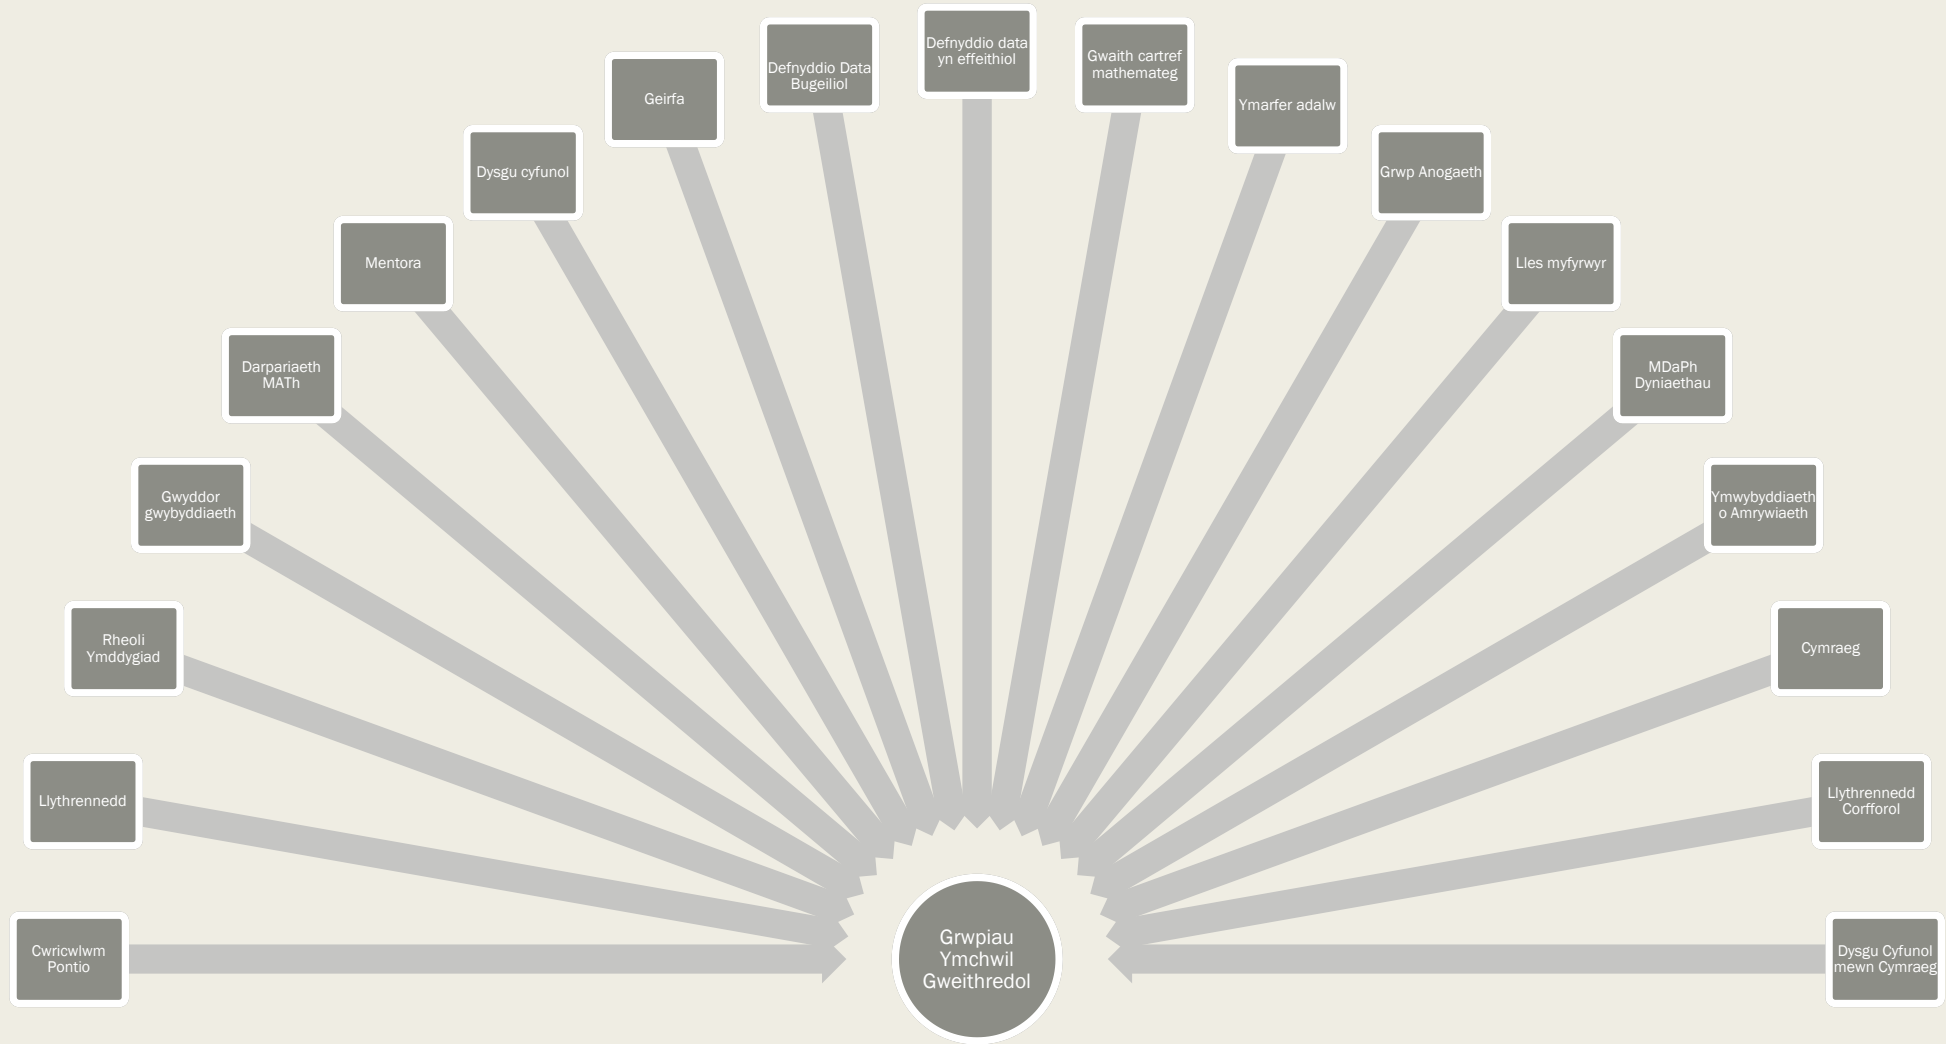 Cwricwlwm
Pontio
Llythrennedd
Rheoli
Ymddygiad
Gwyddor
gwybyddiaeth
Darpariaeth
MATh
Mentora
Dysgu cyfunol
Geirfa
Defnyddio Data
Bugeiliol
Defnyddio data
yn effeithiol
Gwaith cartref
mathemateg
Ymarfer adalw
Grwp Anogaeth
Lles myfyrwyr
MDaPh
Dyniaethau
Ymwybyddiaeth
o Amrywiaeth
Cymraeg
Llythrennedd
Corfforol
Dysgu Cyfunol
mewn Cymraeg
Grwpiau
Ymchwil
Gweithredol